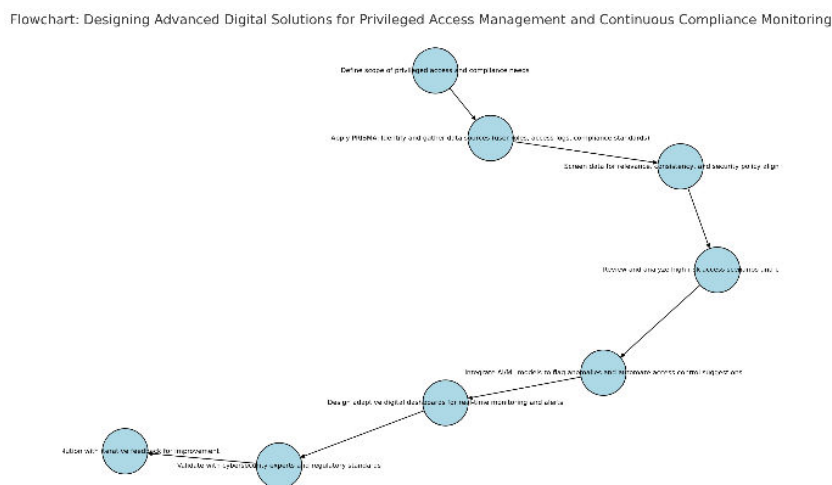 Flowchart: Designing Advanced Digital Solutions for Privileged Access Management and Continuous Compliance Monitoring
Define scope of privileged access and compliance needs
Apply PRISMA: Identify and gather data sources (user roles, access logs, compliance standards)
Screen data for relevance, consistency, and security policy align
Review and analyze high-risk access scenarios and c
Integrate AI/ML models to flag anomalies and automate access control suggestions
Design adaptive digital dashboards for real-time monitoring and alerts
Validate with cybersecurity experts and regulatory standards
lution with iterative feedback for improvement